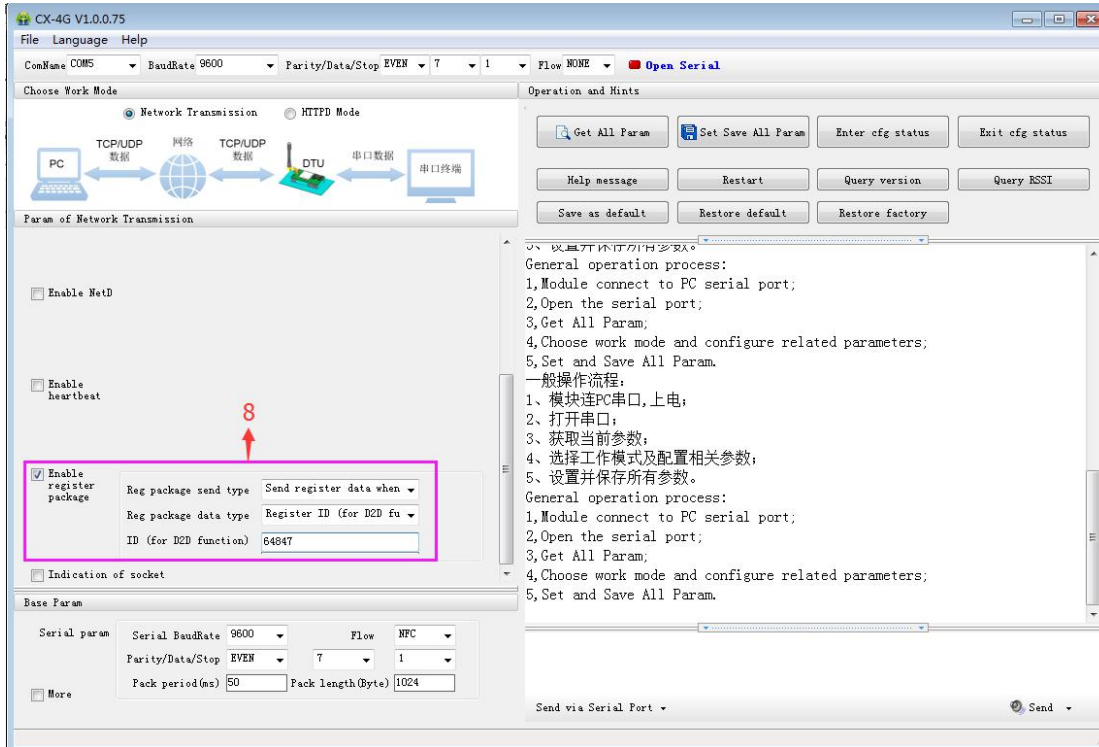 CX-4G V1.0.0.75
File Language Help
ComName COM5 BaudRate 9600 Parity/Data/Stop EVEN 7 1 Flow NONE Open Serial
Choose Work Mode
Network Transmission HTTPD Mode
PC
TCP/UDP
数据
网络
TCP/UDP
数据
DTU
串口数据
串口终端
Param of Network Transmission
Enable NetD
Enable
heartbeat
8
Enable
register
package
Reg package send type Send register data when
Reg package data type Register ID (for D2D fu
ID (for D2D function) 64847
Indication of socket
Base Param
Serial param Serial BaudRate 9600 Flow NFC
Parity/Data/Stop EVEN 7 1
Pack period(ms) 50 Pack length(Byte) 1024
More
Operation and Hints
Get All Param Set Save All Param Enter cfg status Exit cfg status
Help message Restart Query version Query RSSI
Save as default Restore default Restore factory
5、设置并保存所有参数。
General operation process:
1,Module connect to PC serial port;
2,Open the serial port;
3,Get All Param;
4,Choose work mode and configure related parameters;
5,Set and Save All Param.
一般操作流程:
1、模块连PC串口,上电;
2、打开串口;
3、获取当前参数;
4、选择工作模式及配置相关参数;
5、设置并保存所有参数。
General operation process:
1,Module connect to PC serial port;
2,Open the serial port;
3,Get All Param;
4,Choose work mode and configure related parameters;
5,Set and Save All Param.
Send via Serial Port Send